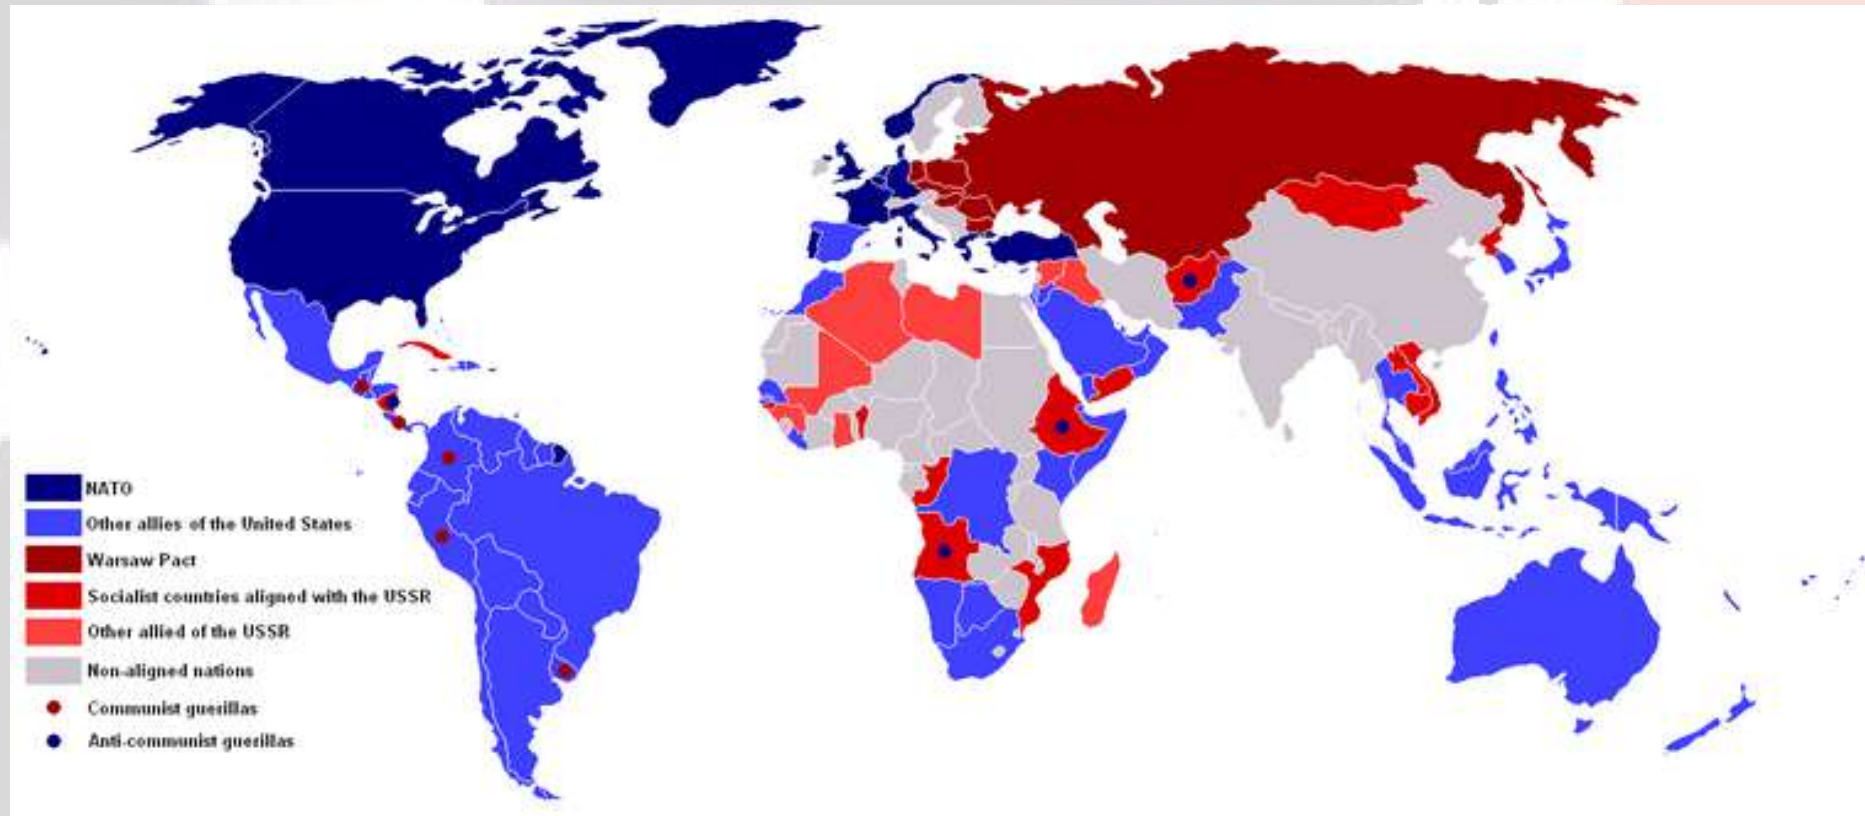 NATO
Other allies of the United States
Warsaw Pact
Socialist countries aligned with the USSR
Other allied of the USSR
Non-aligned nations
Communist guerillas
Anti-communist guerillas